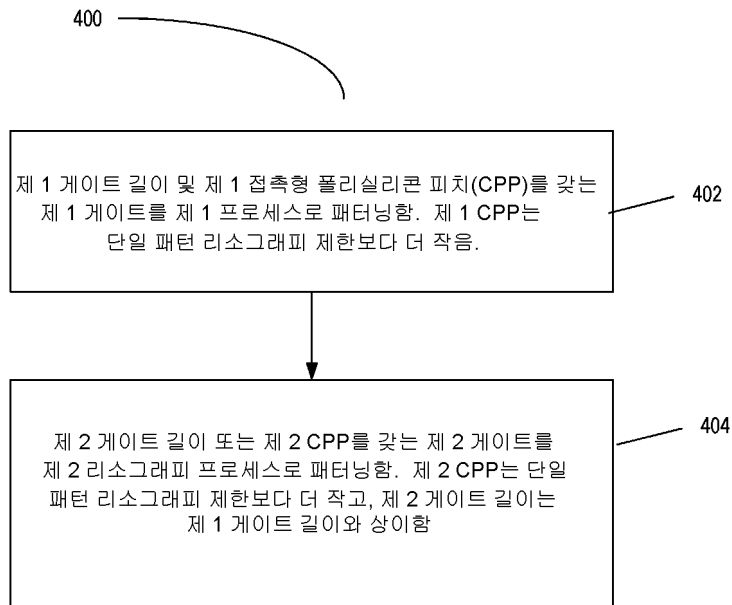 400
제 1 게이트 길이 및 제 1 접촉형 폴리실리콘 피치(CPP)를 갖는
제 1 게이트를 제 1 프로세스로 패터닝함. 제 1 CPP는
단일 패턴 리소그래피 제한보다 더 작음.
402
제 2 게이트 길이 또는 제 2 CPP를 갖는 제 2 게이트를
제 2 리소그래피 프로세스로 패터닝함. 제 2 CPP는 단일
패턴 리소그래피 제한보다 더 작고, 제 2 게이트 길이는
제 1 게이트 길이와 상이함
404